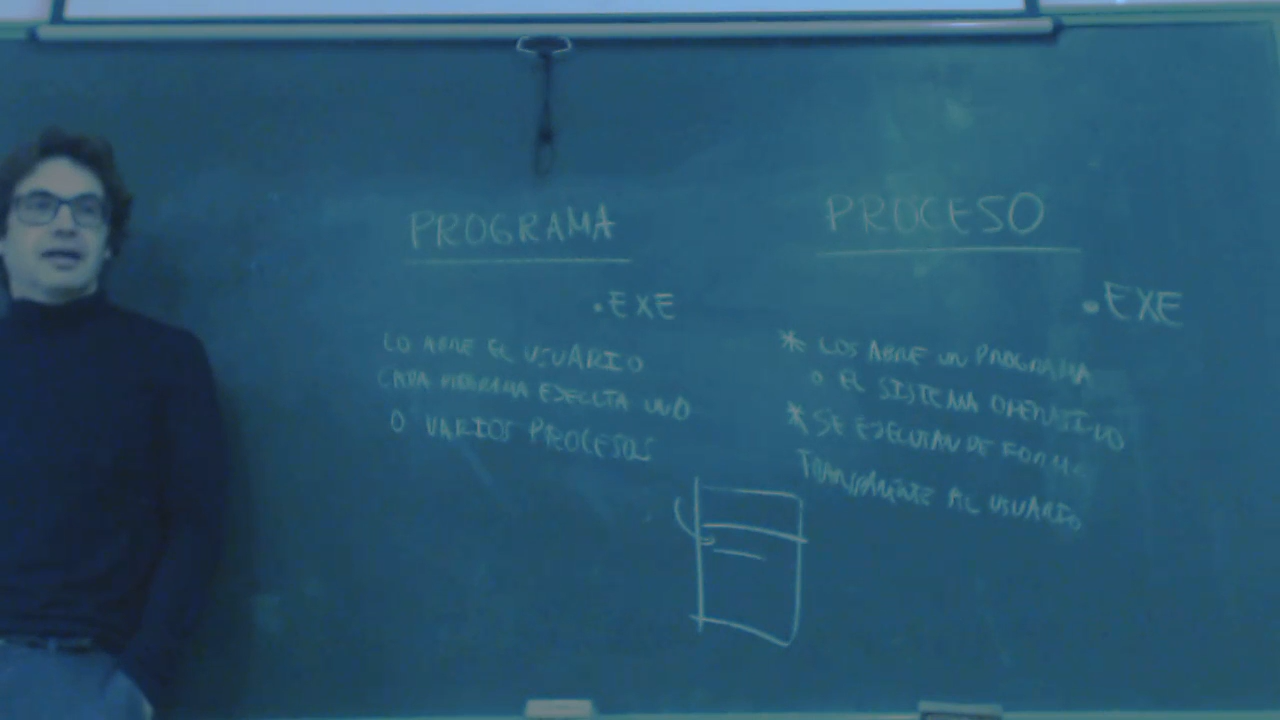 PROGRAMA
.EXE
LO ABRE EL USUARIO
CADA PROGRAMA EJECUTA UNO
O VARIOS PROCESOS
PROCESO
.EXE
* LOS ABRE UN PROGRAMA
O EL SISTEMA OPERATIVO
* SE EJECUTAN DE FORMA
TRANSPARENTE AL USUARIO